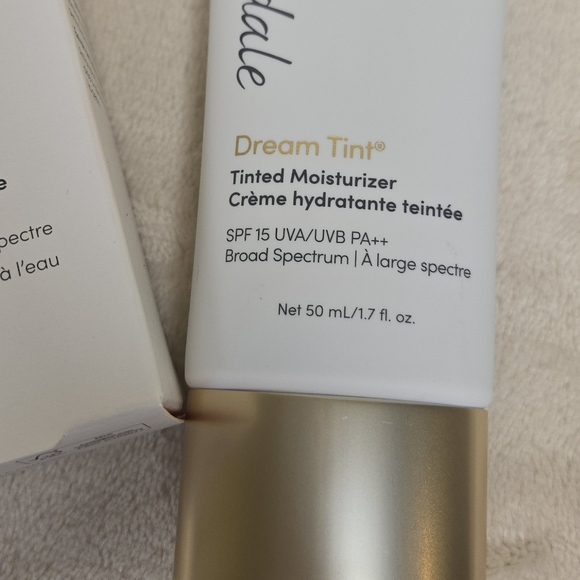 dale
Dream Tint®
Tinted Moisturizer
Crème hydratante teintée
SPF 15 UVA/UVB PA++
Broad Spectrum | À large spectre
Net 50 mL/1.7 fl. oz.
e
pectre
à l'eau